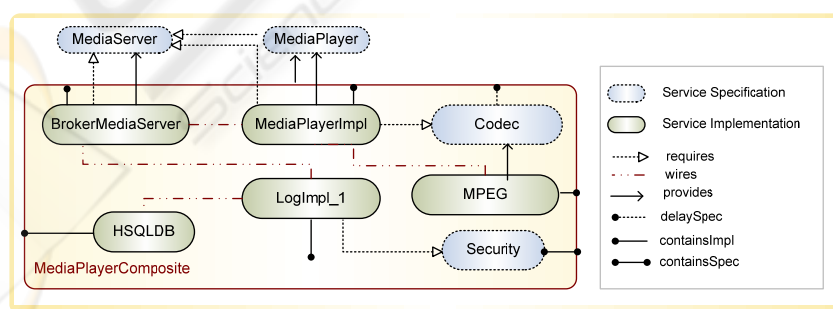 MediaServer
MediaPlayer
BrokerMediaServer
MediaPlayerImpl
Codec
LogImpl_1
MPEG
HSQLDB
Security
MediaPlayerComposite
Service Specification
Service Implementation
requires
wires
provides
delaySpec
containsImpl
containsSpec